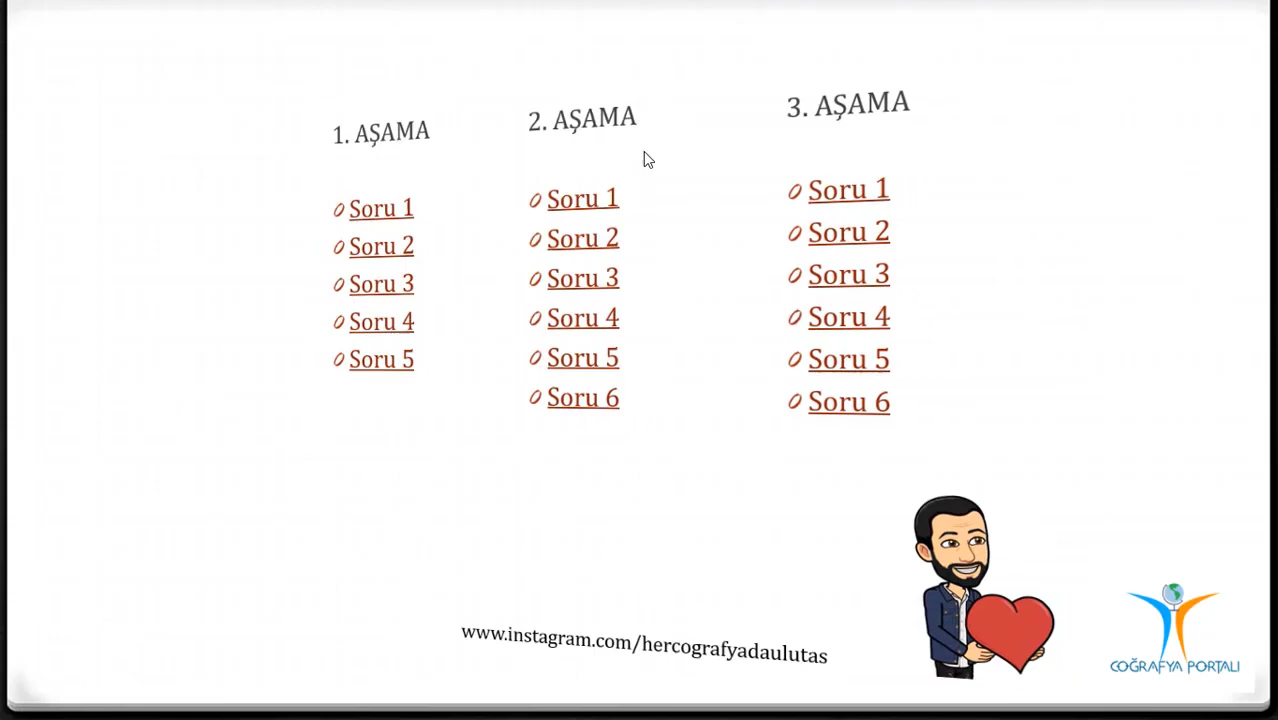 1. AŞAMA
Soru 1
Soru 2
Soru 3
Soru 4
Soru 5
2. AŞAMA
Soru 1
Soru 2
Soru 3
Soru 4
Soru 5
Soru 6
3. AŞAMA
Soru 1
Soru 2
Soru 3
Soru 4
Soru 5
Soru 6
www.instagram.com/hercografyadaulutas
COĞRAFYA PORTALI